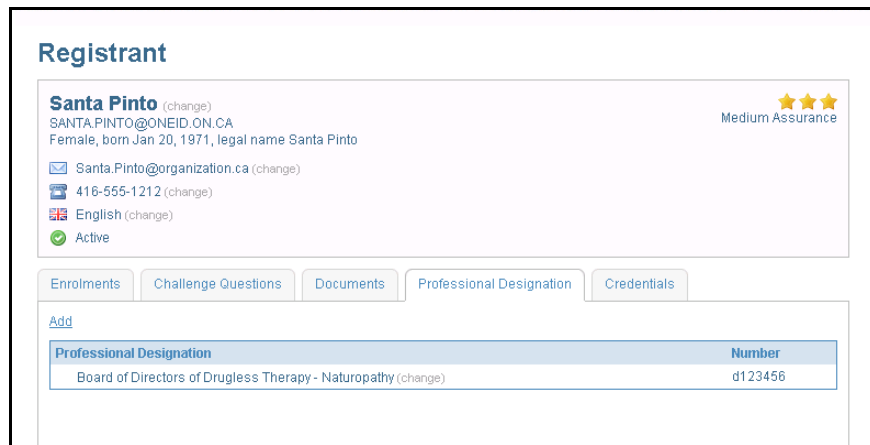 Registrant
Santa Pinto (change)
SANTA.PINTO@ONEID.ON.CA
Female, born Jan 20, 1971, legal name Santa Pinto
Medium Assurance
Santa.Pinto@organization.ca (change)
416-555-1212 (change)
English (change)
Active
Enrolments Challenge Questions Documents Professional Designation Credentials
Add
Professional Designation Number
Board of Directors of Drugless Therapy - Naturopathy (change) d123456